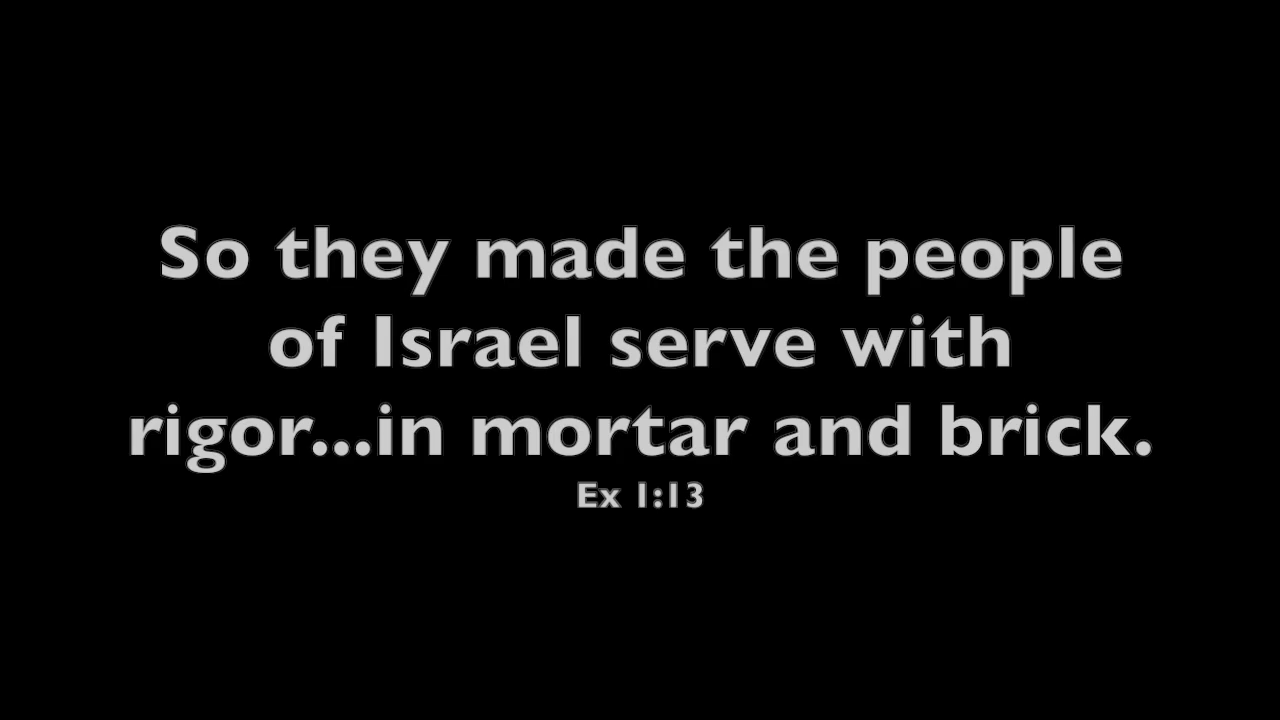 So they made the people
of Israel serve with
rigor...in mortar and brick.
Ex 1:13